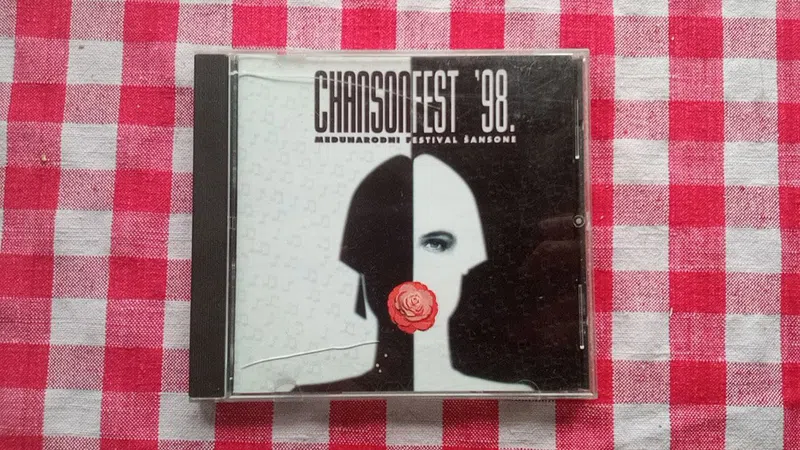 CHANSONFEST '98.
MEĐUNARODNI FESTIVAL ŠANSONE